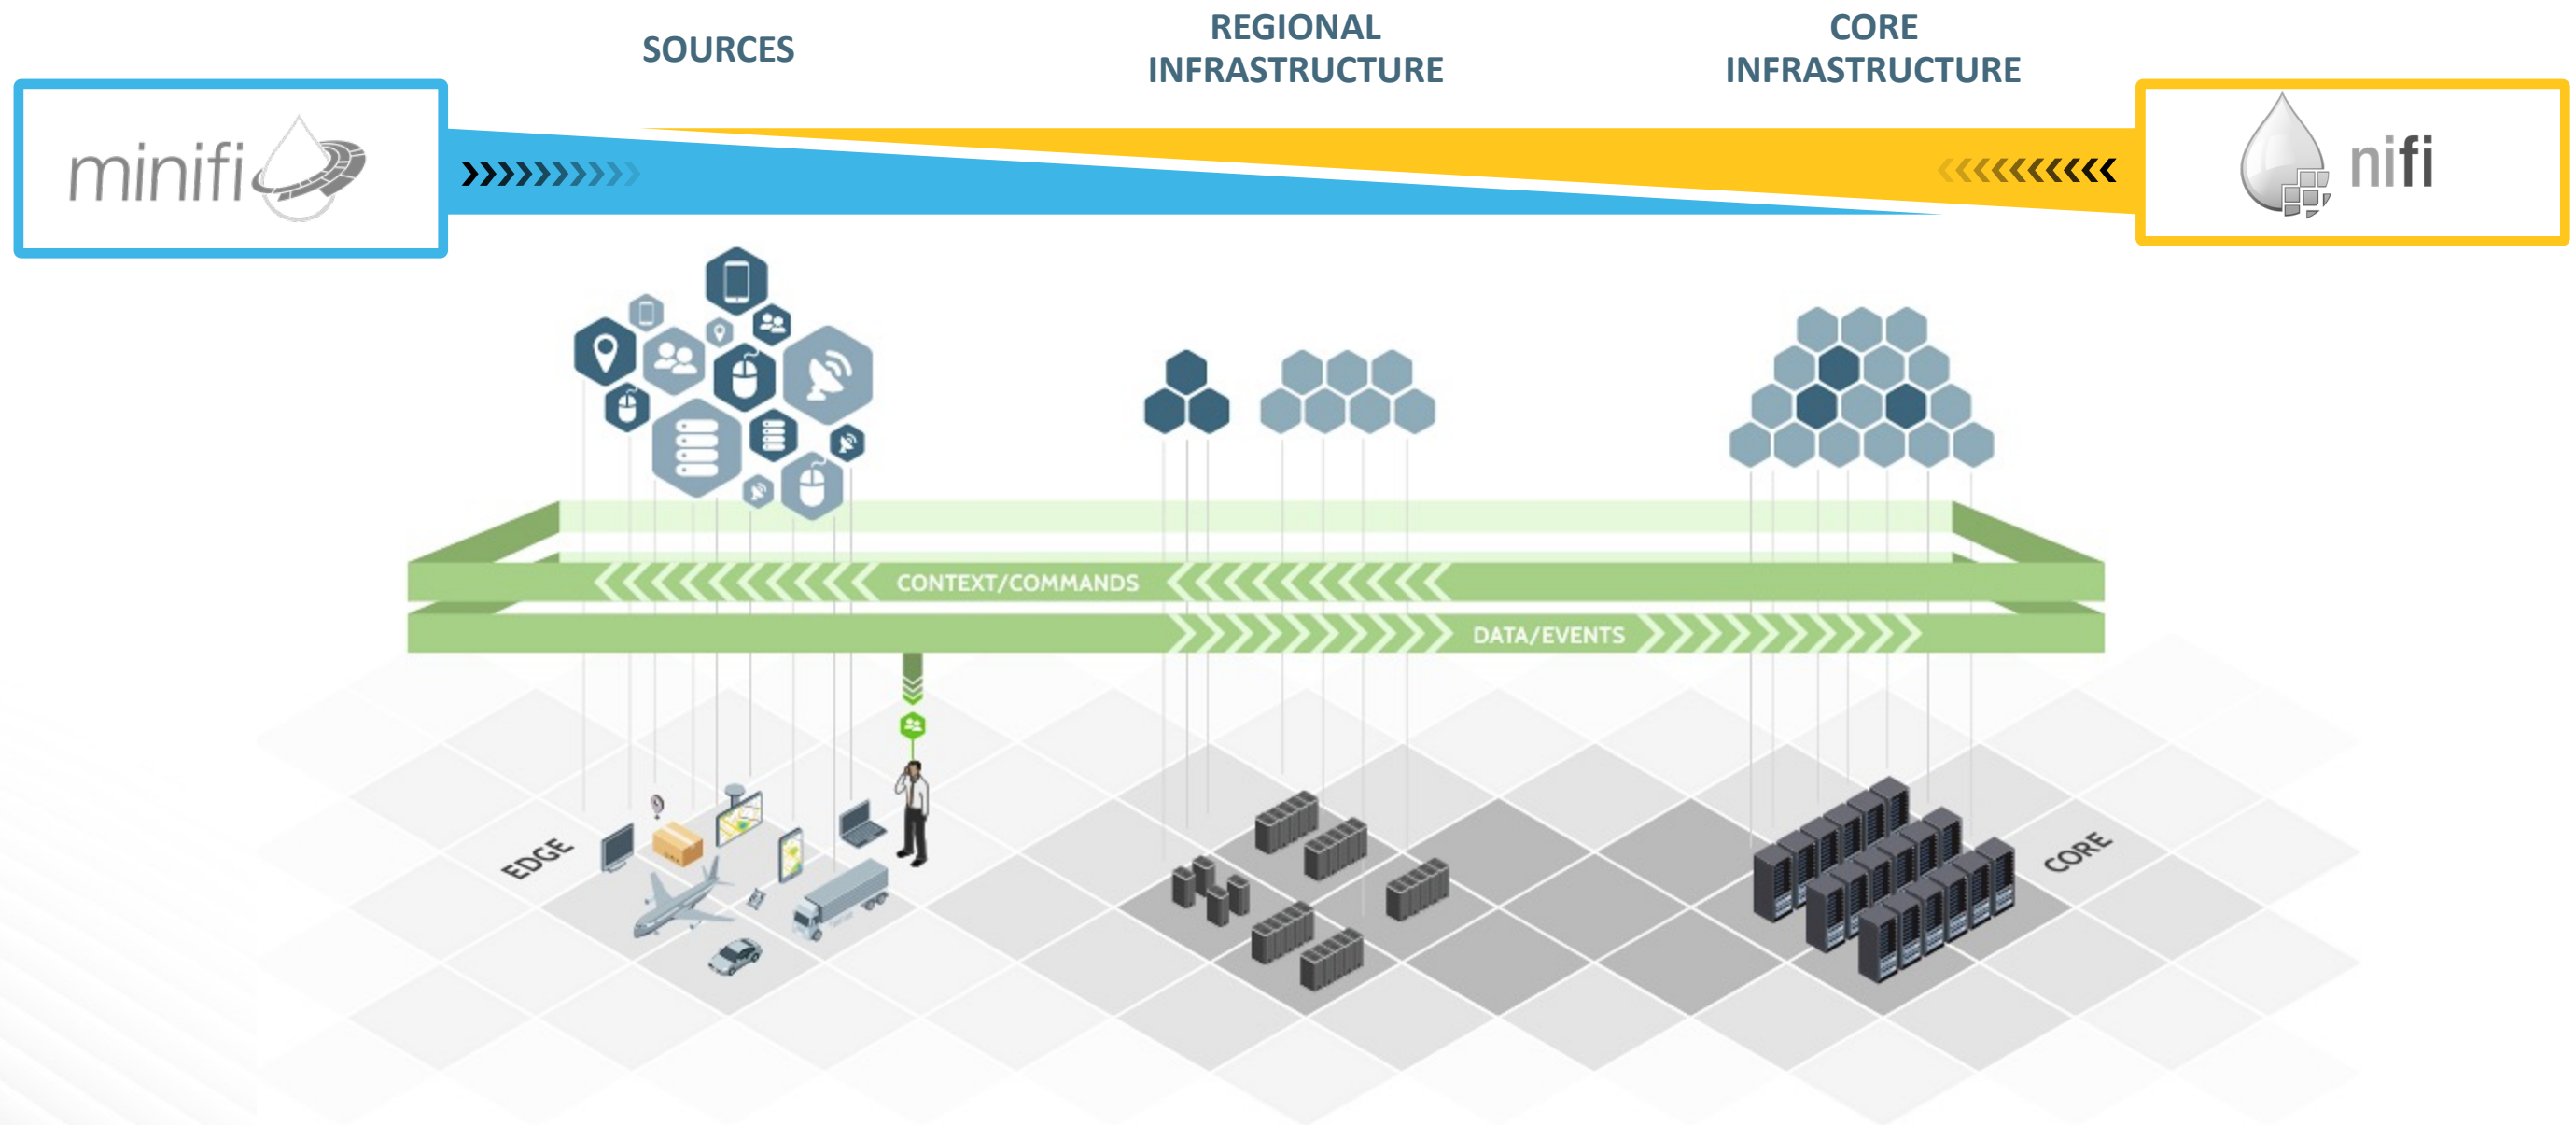 SOURCES
REGIONAL
INFRASTRUCTURE
CORE
INFRASTRUCTURE
minifi
nifi
CONTEXT/COMMANDS
DATA/EVENTS
EDGE
CORE